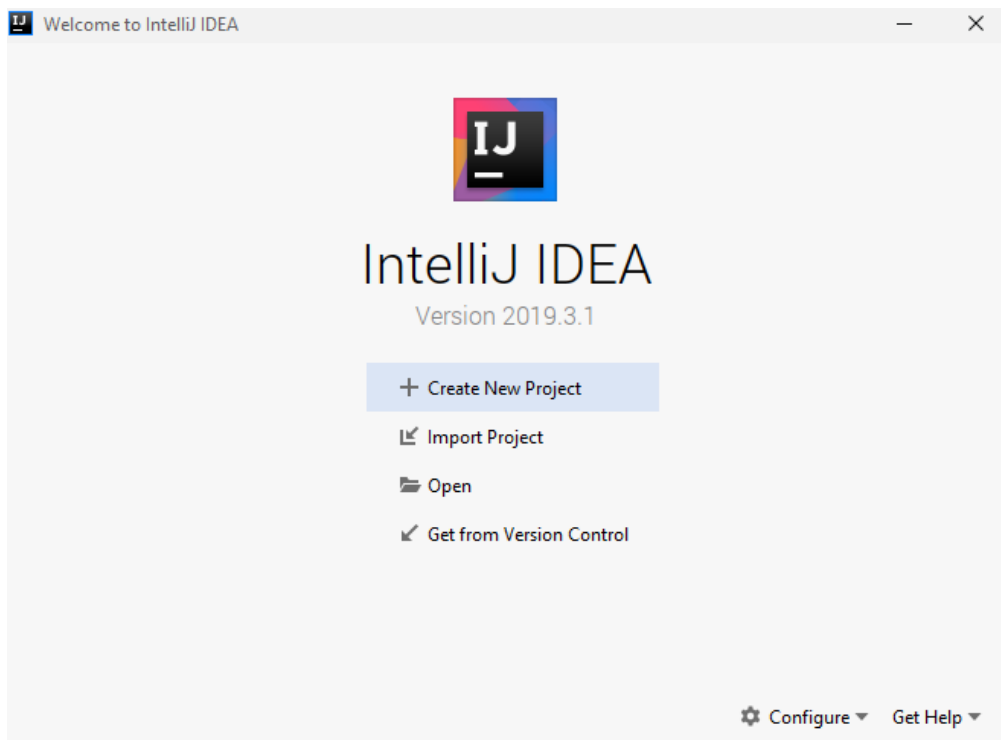 IJ Welcome to IntelliJ IDEA
IJ
IntelliJ IDEA
Version 2019.3.1
Create New Project
Import Project
Open
Get from Version Control
Configure Get Help